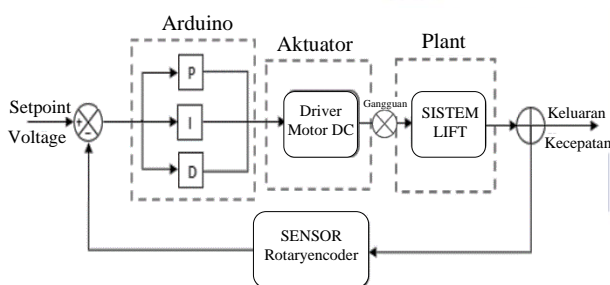 Arduino
Aktuator
Plant
Setpoint
Voltage
+
-
P
I
D
Driver
Motor DC
Gangguan
SISTEM
LIFT
Keluaran
Kecepatan
SENSOR
Rotaryencoder